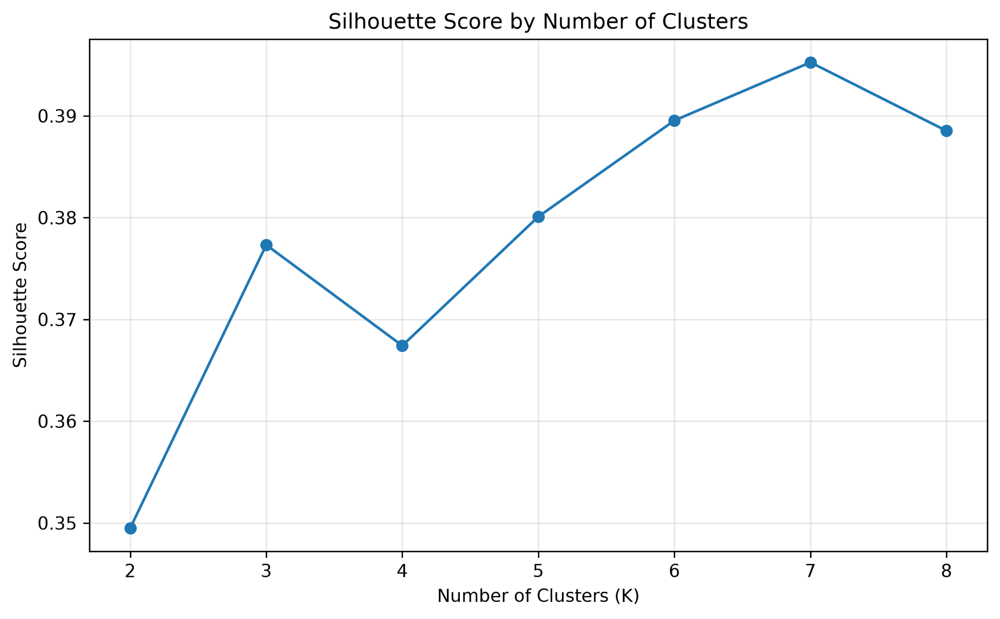 Silhouette Score by Number of Clusters
Silhouette Score
0.39
0.38
0.37
0.36
0.35
2 3 4 5 6 7 8
Number of Clusters (K)